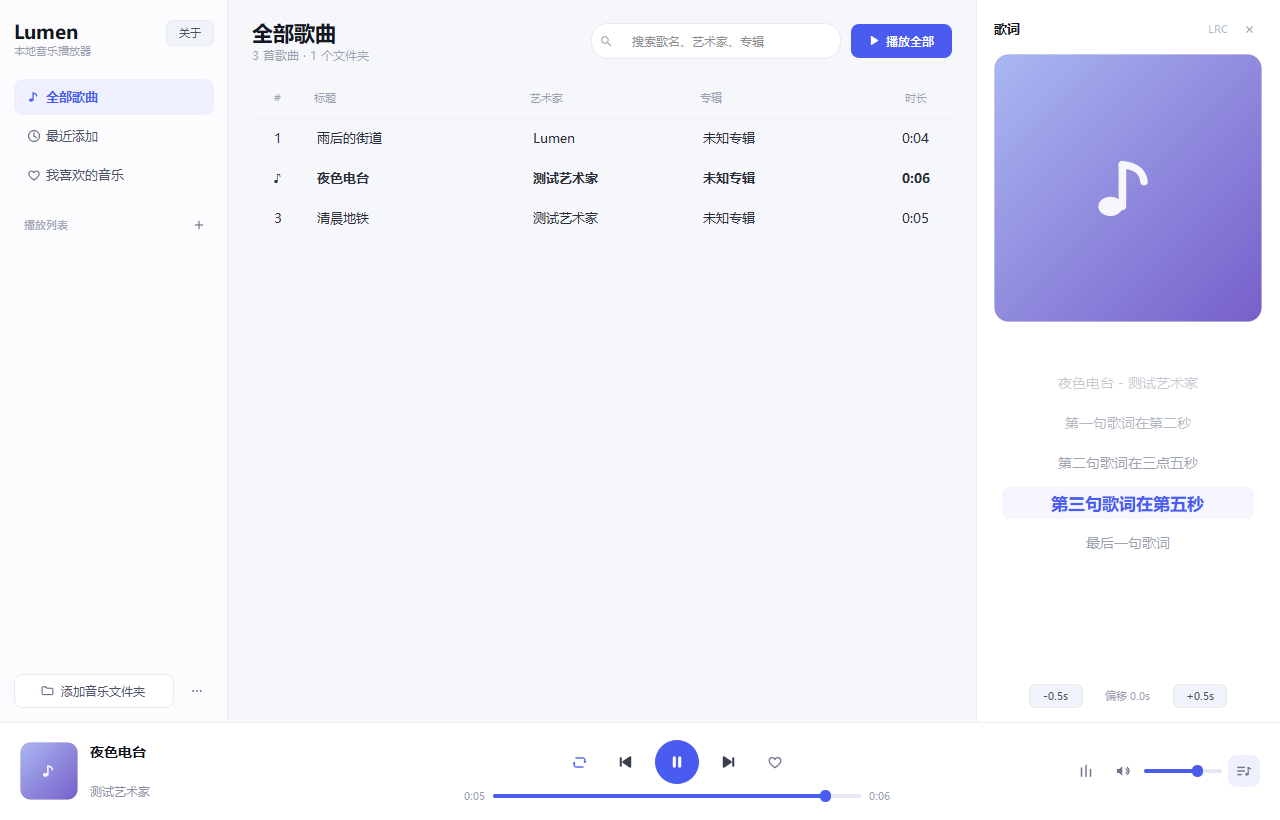 Lumen
关于
本地音乐播放器
全部歌曲
最近添加
我喜欢的音乐
播放列表
添加音乐文件夹
全部歌曲
3 首歌曲 · 1 个文件夹
搜索歌名、艺术家、专辑
播放全部
# 标题 艺术家 专辑 时长
1 雨后的街道 Lumen 未知专辑 0:04
♪ 夜色电台 测试艺术家 未知专辑 0:06
3 清晨地铁 测试艺术家 未知专辑 0:05
歌词
LRC
夜色电台 - 测试艺术家
第一句歌词在第二秒
第二句歌词在三点五秒
第三句歌词在第五秒
最后一句歌词
-0.5s 偏移 0.0s +0.5s
夜色电台
测试艺术家
0:05 0:06